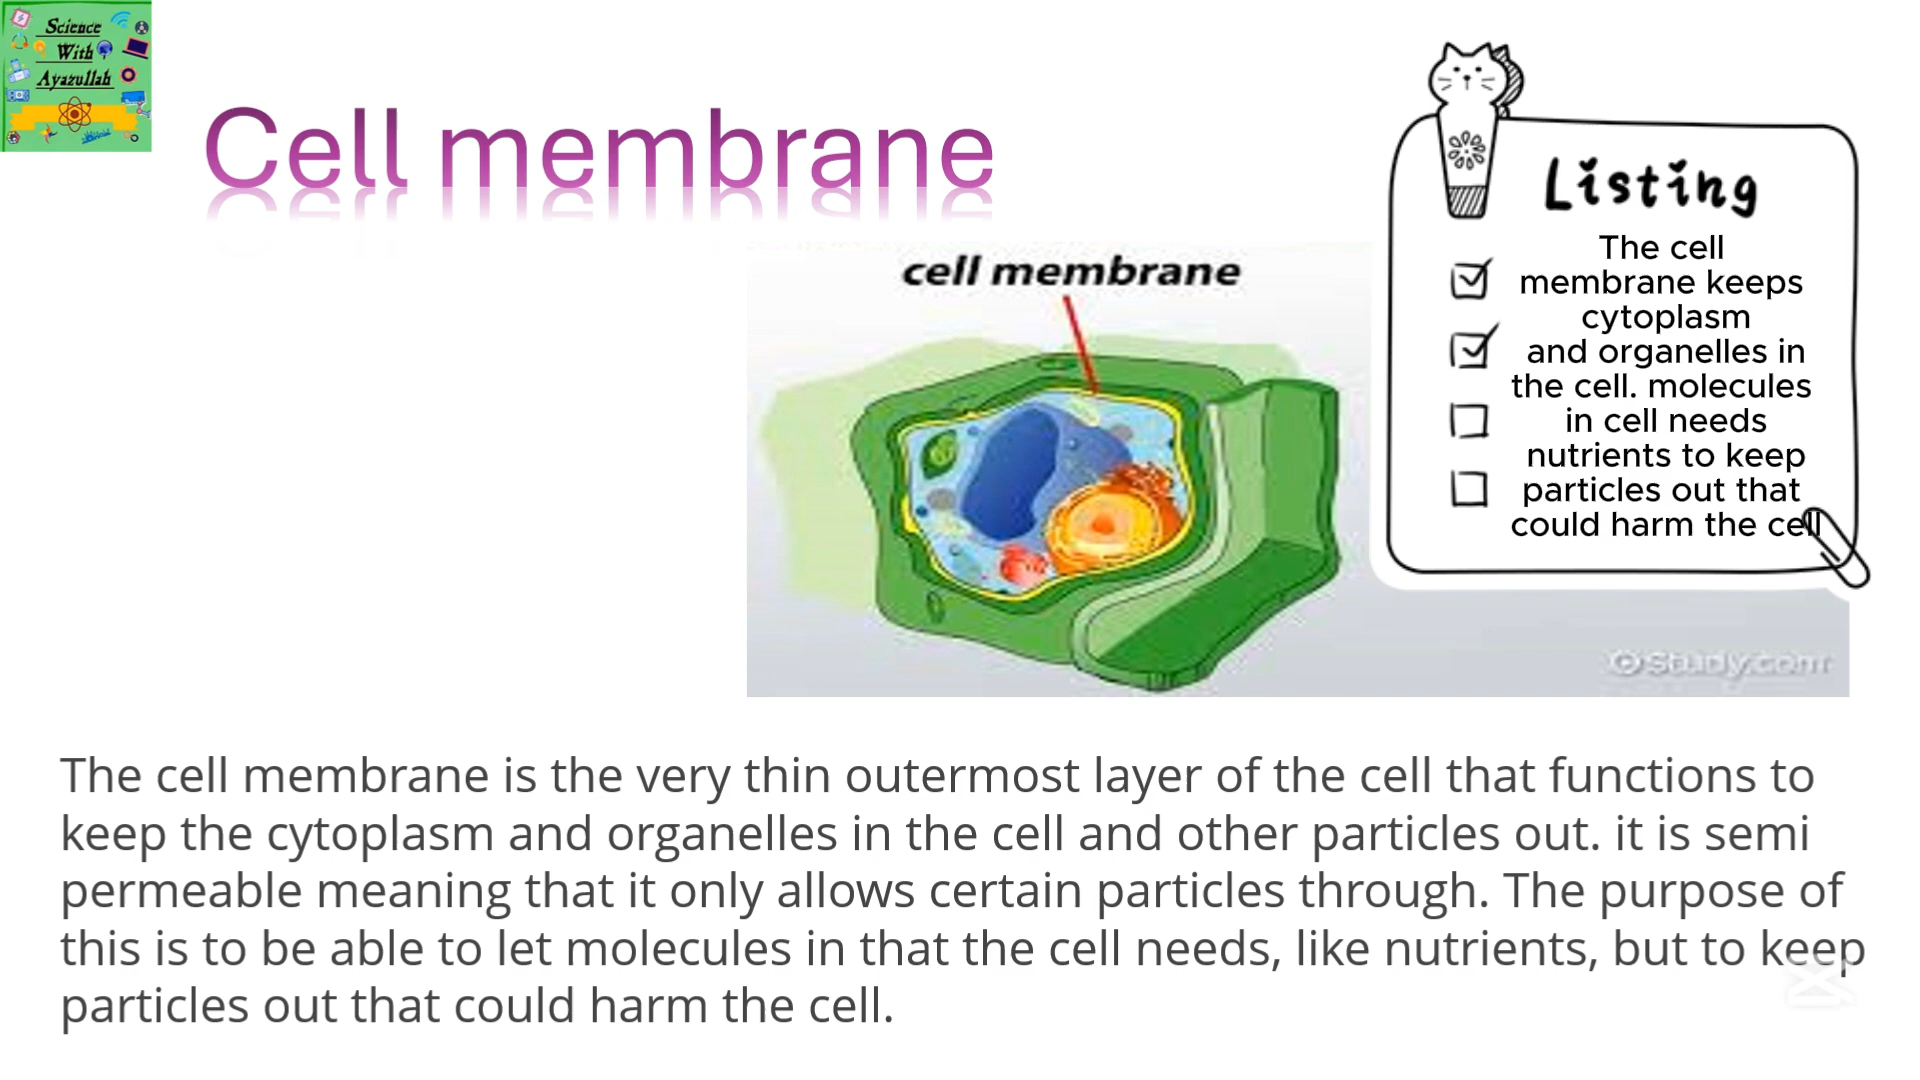 Science
With
Ayazullah
Cell membrane
cell membrane
Listing
The cell
membrane keeps
cytoplasm
and organelles in
the cell. molecules
in cell needs
nutrients to keep
particles out that
could harm the cell
©Study.com
The cell membrane is the very thin outermost layer of the cell that functions to
keep the cytoplasm and organelles in the cell and other particles out. it is semi
permeable meaning that it only allows certain particles through. The purpose of
this is to be able to let molecules in that the cell needs, like nutrients, but to keep
particles out that could harm the cell.